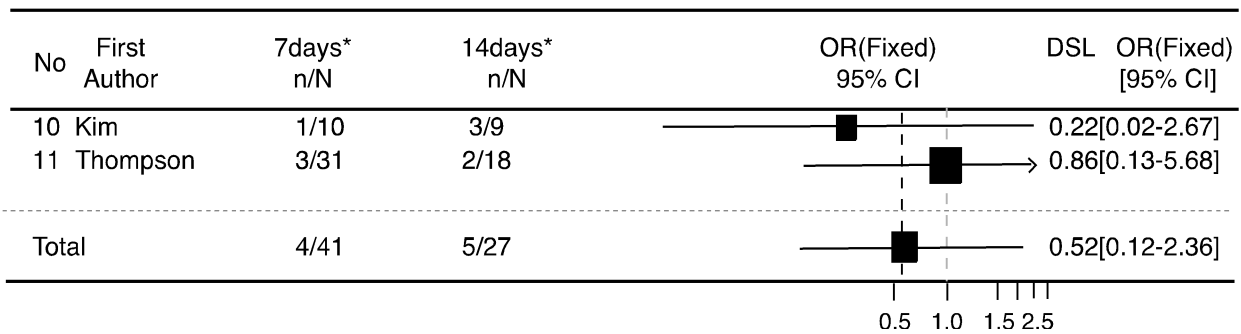 No First Author 7days* n/N 14days* n/N OR(Fixed) 95% CI DSL OR(Fixed) [95% CI]
10 Kim 1/10 3/9 0.22[0.02-2.67]
11 Thompson 3/31 2/18 0.86[0.13-5.68]
Total 4/41 5/27 0.52[0.12-2.36]
0.5 1.0 1.5 2.5